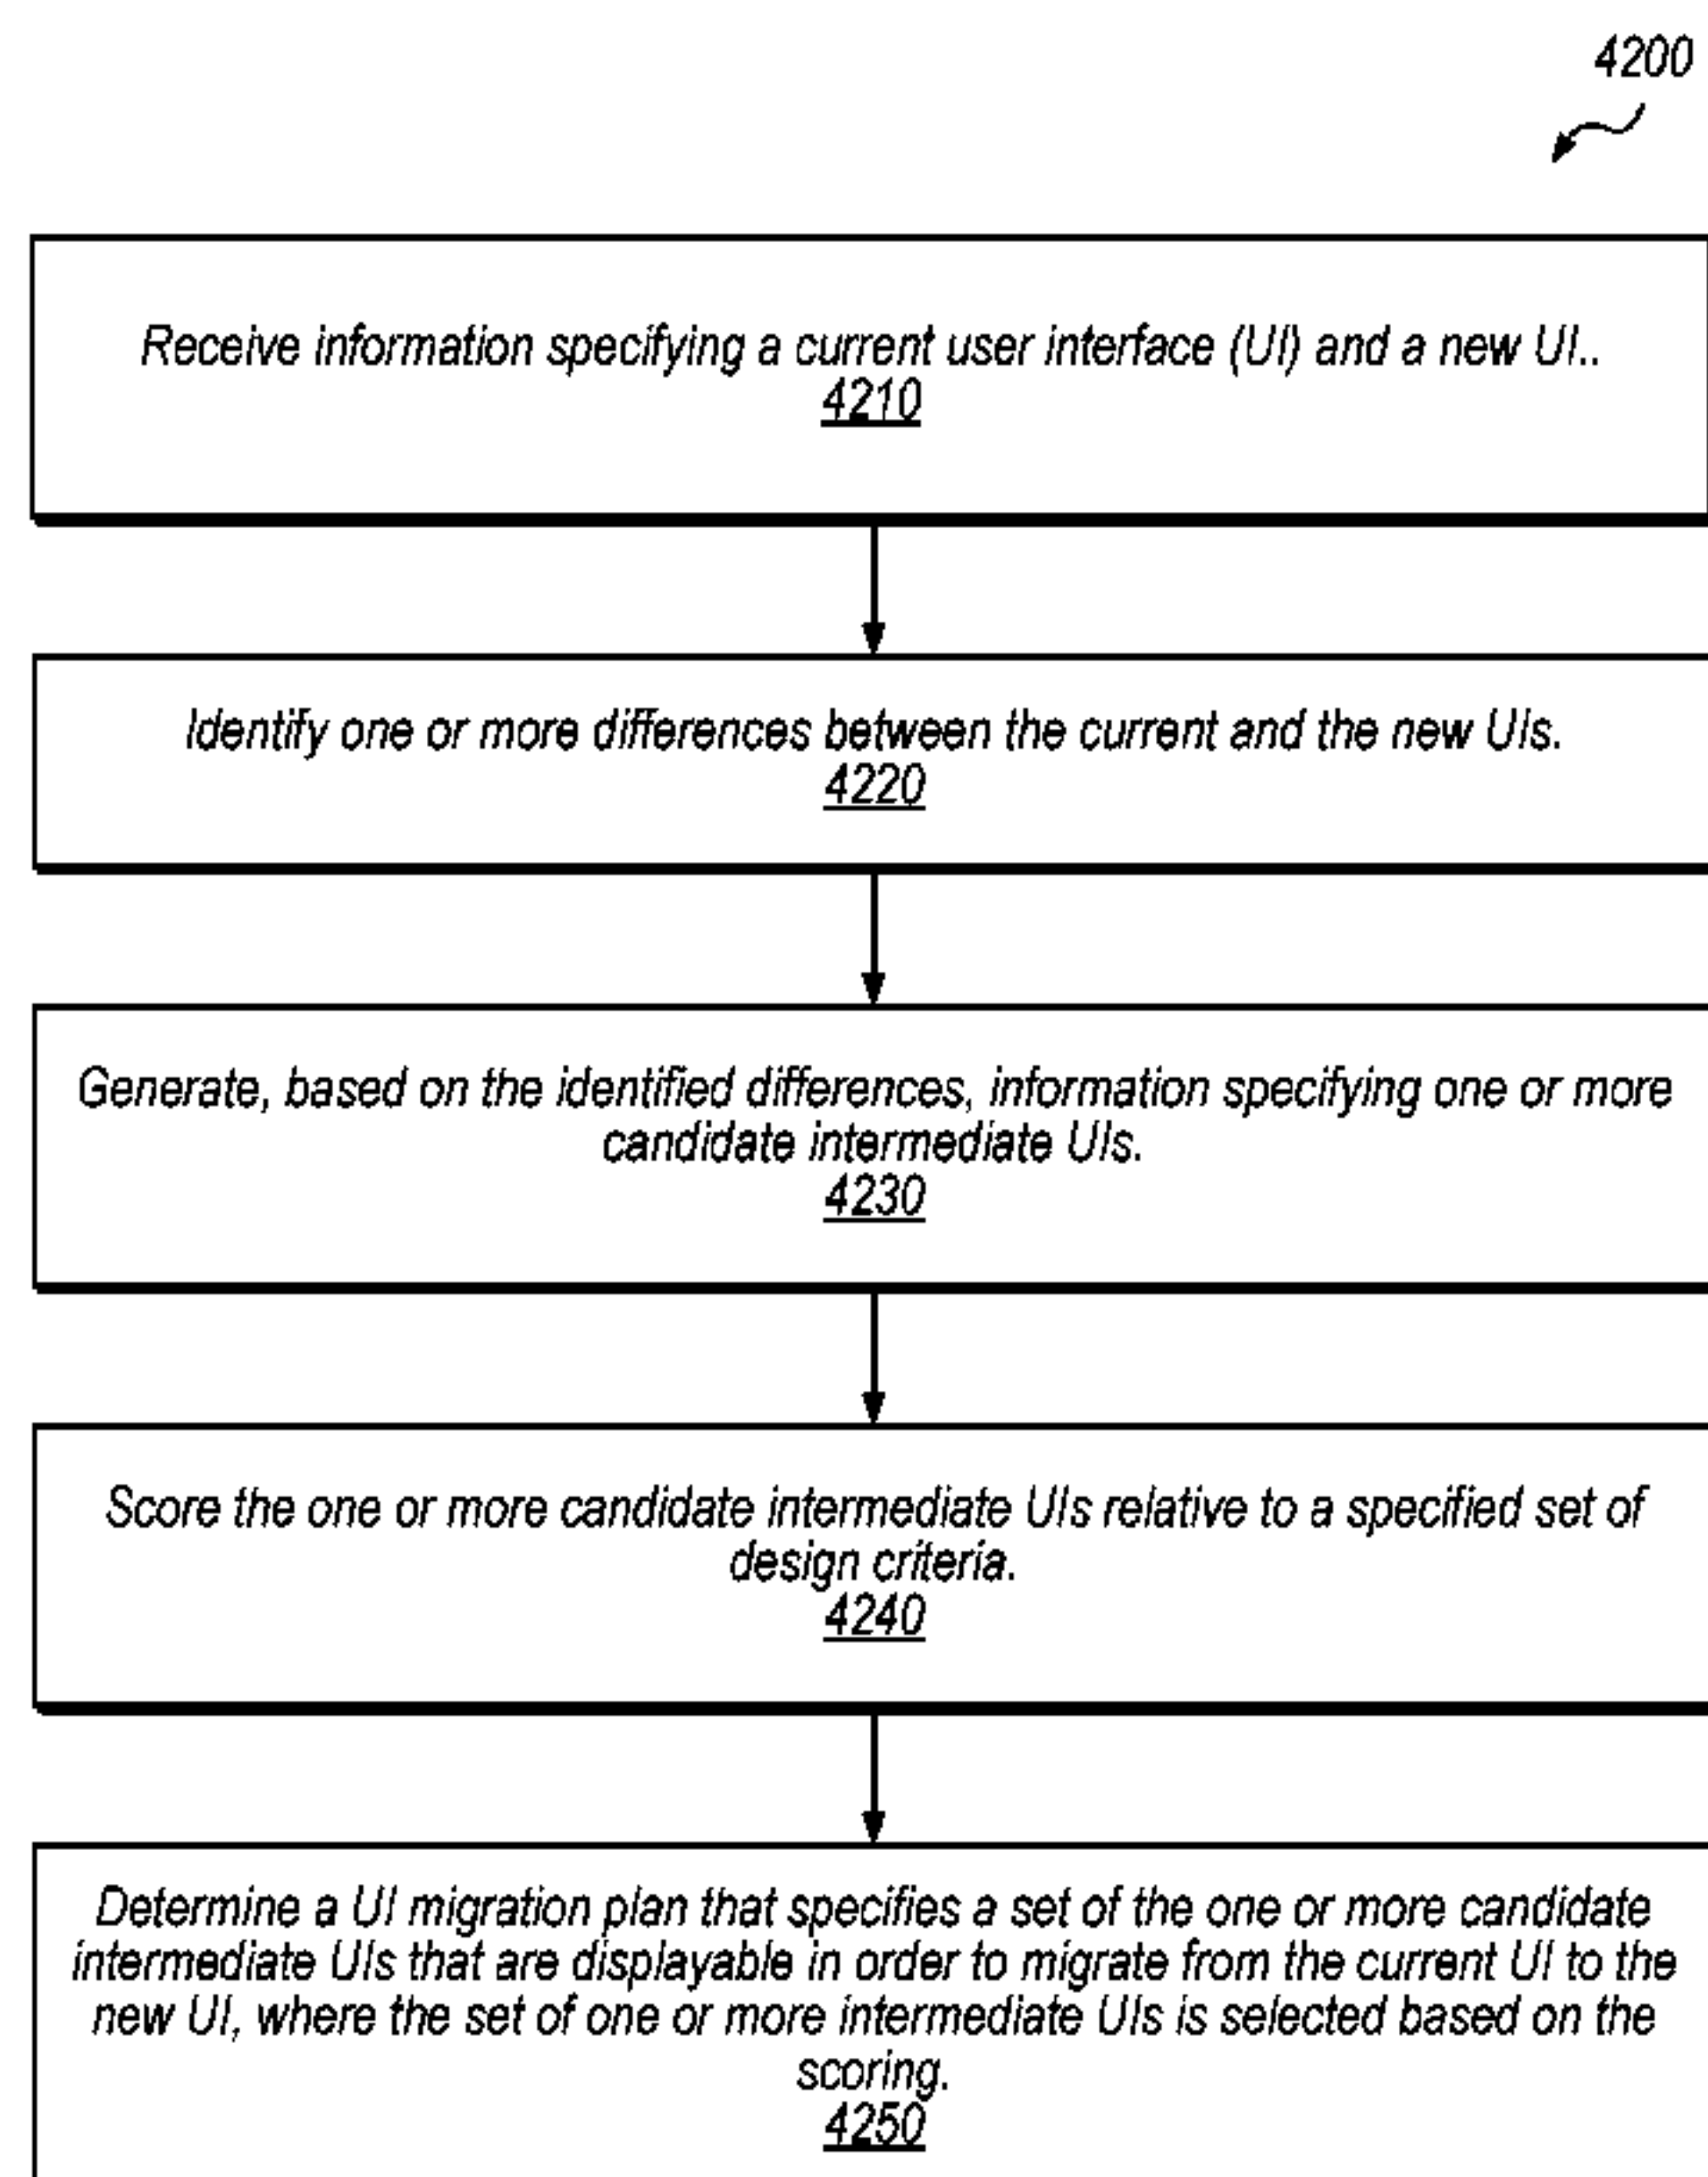 4200
Receive information specifying a current user interface (UI) and a new UI..
4210
Identify one or more differences between the current and the new UIs.
4220
Generate, based on the identified differences, information specifying one or more
candidate intermediate UIs.
4230
Score the one or more candidate intermediate UIs relative to a specified set of
design criteria.
4240
Determine a UI migration plan that specifies a set of the one or more candidate
intermediate UIs that are displayable in order to migrate from the current UI to the
new UI, where the set of one or more intermediate UIs is selected based on the
scoring.
4250